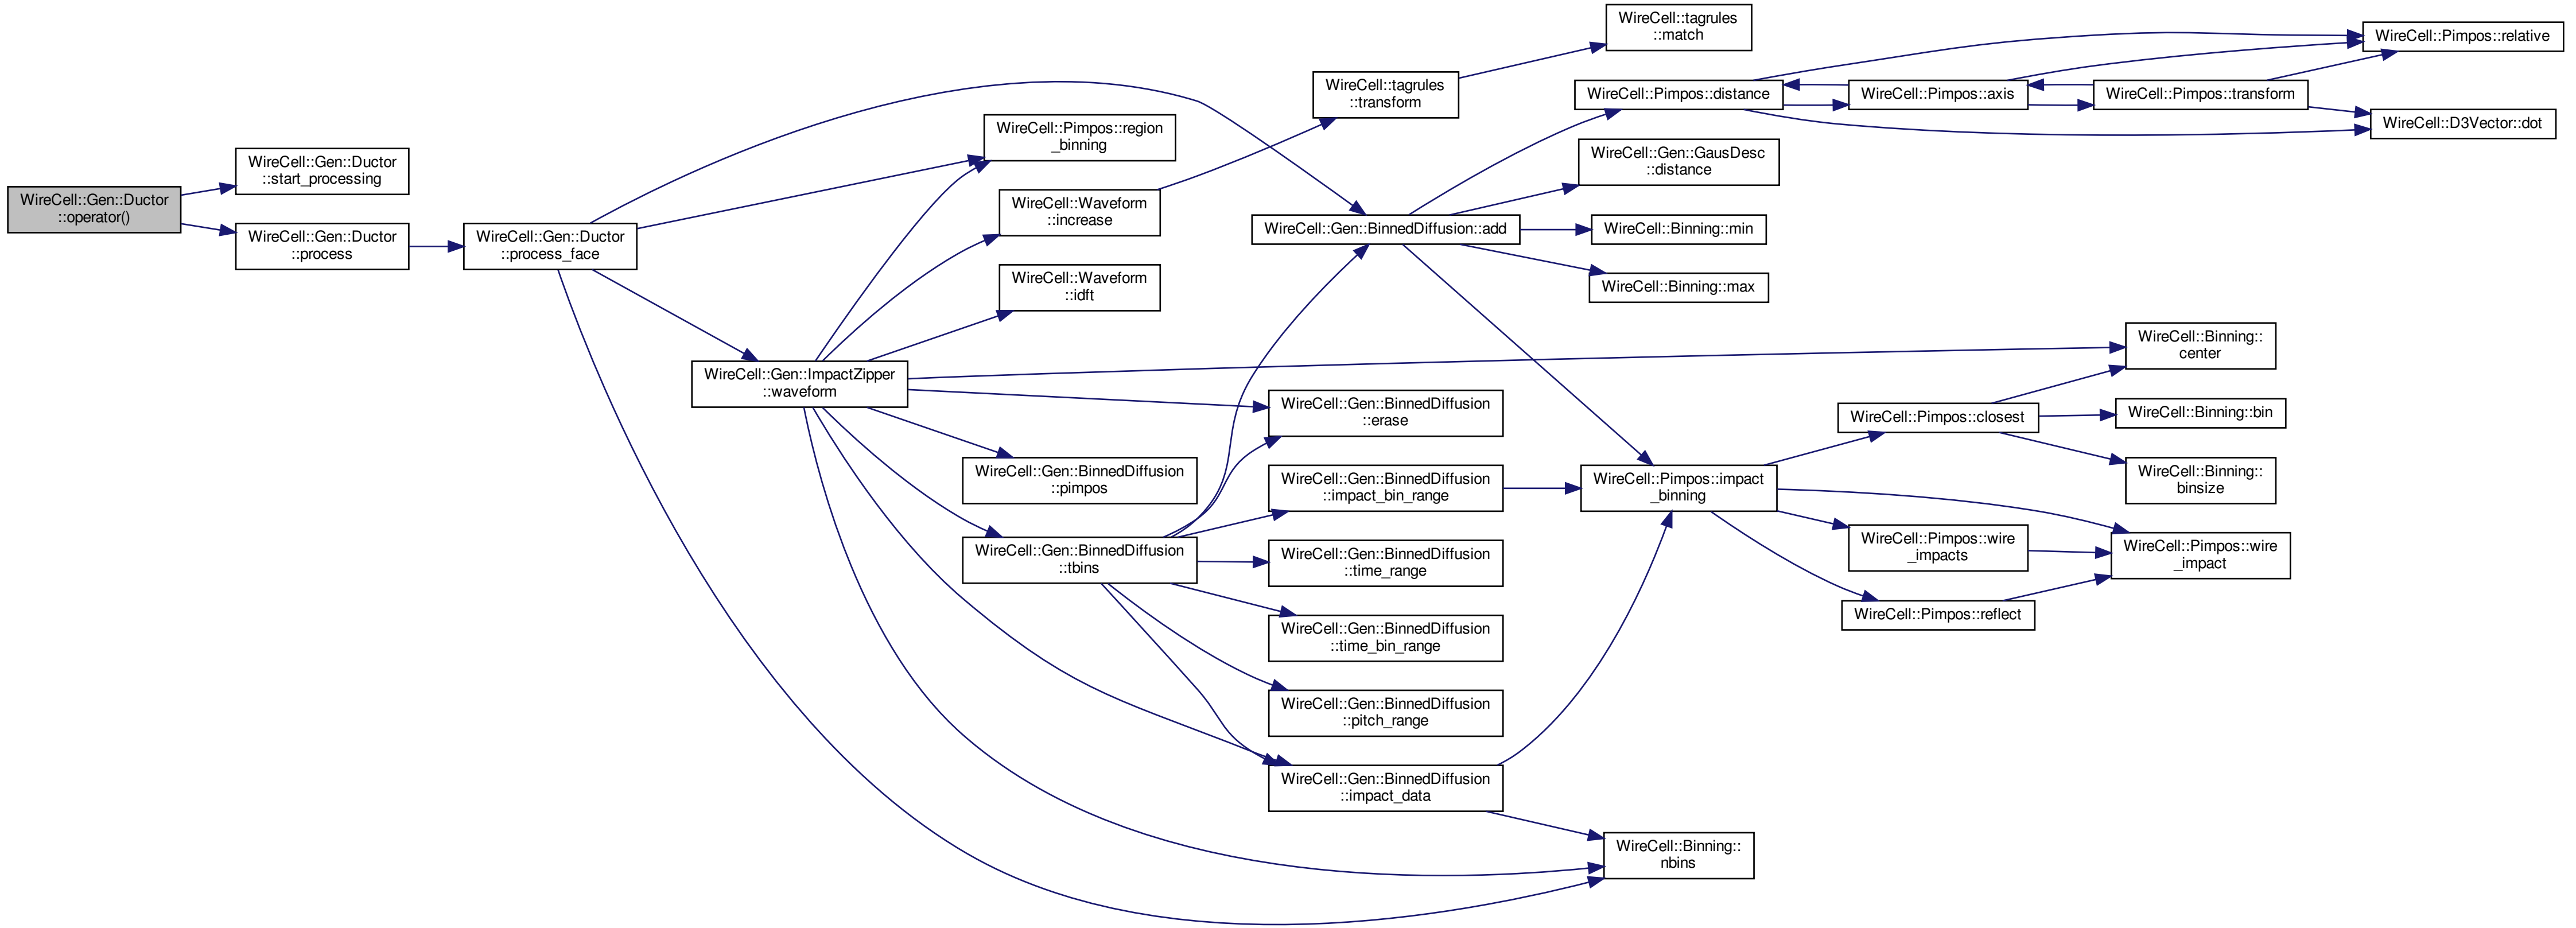 WireCell::Gen::Ductor
::operator()
WireCell::Gen::Ductor
::start_processing
WireCell::Gen::Ductor
::process
WireCell::Gen::Ductor
::process_face
WireCell::Gen::ImpactZipper
::waveform
WireCell::Pimpos::region
_binning
WireCell::Waveform
::increase
WireCell::Waveform
::idft
WireCell::Gen::BinnedDiffusion
::pimpos
WireCell::Gen::BinnedDiffusion
::tbins
WireCell::tagrules
::transform
WireCell::Gen::BinnedDiffusion::add
WireCell::Gen::BinnedDiffusion
::erase
WireCell::Gen::BinnedDiffusion
::impact_bin_range
WireCell::Gen::BinnedDiffusion
::time_range
WireCell::Gen::BinnedDiffusion
::time_bin_range
WireCell::Gen::BinnedDiffusion
::pitch_range
WireCell::Gen::BinnedDiffusion
::impact_data
WireCell::tagrules
::match
WireCell::Pimpos::distance
WireCell::Gen::GausDesc
::distance
WireCell::Binning::min
WireCell::Binning::max
WireCell::Pimpos::impact
_binning
WireCell::Binning::
nbins
WireCell::Pimpos::axis
WireCell::Pimpos::closest
WireCell::Pimpos::wire
_impacts
WireCell::Pimpos::reflect
WireCell::Pimpos::transform
WireCell::Binning::
center
WireCell::Binning::bin
WireCell::Binning::
binsize
WireCell::Pimpos::wire
_impact
WireCell::Pimpos::relative
WireCell::D3Vector::dot